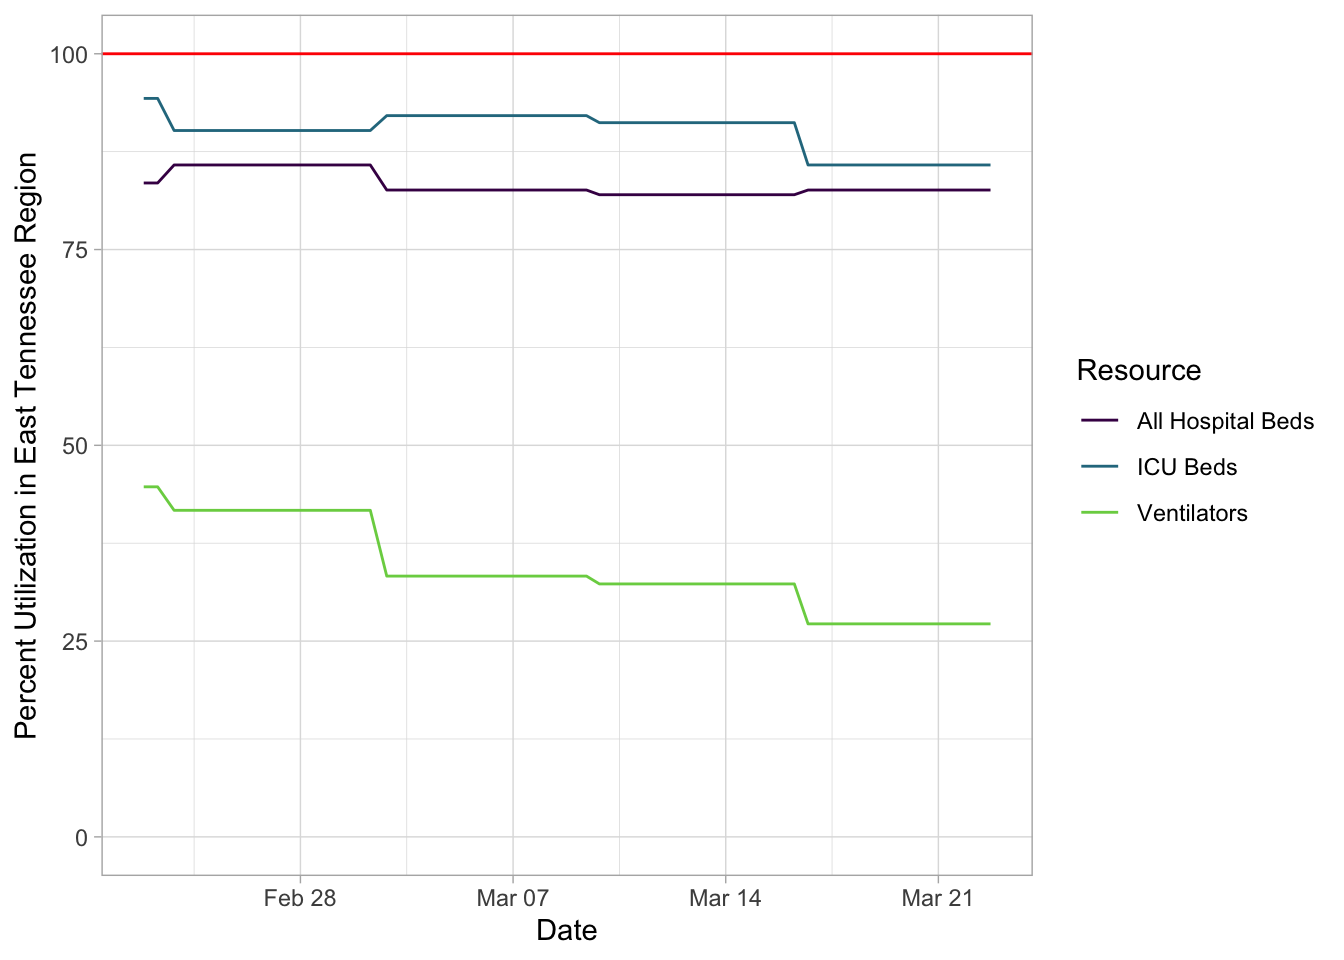 Percent Utilization in East Tennessee Region
100
75
50
25
0
Feb 28
Mar 07
Mar 14
Mar 21
Date
Resource
All Hospital Beds
ICU Beds
Ventilators